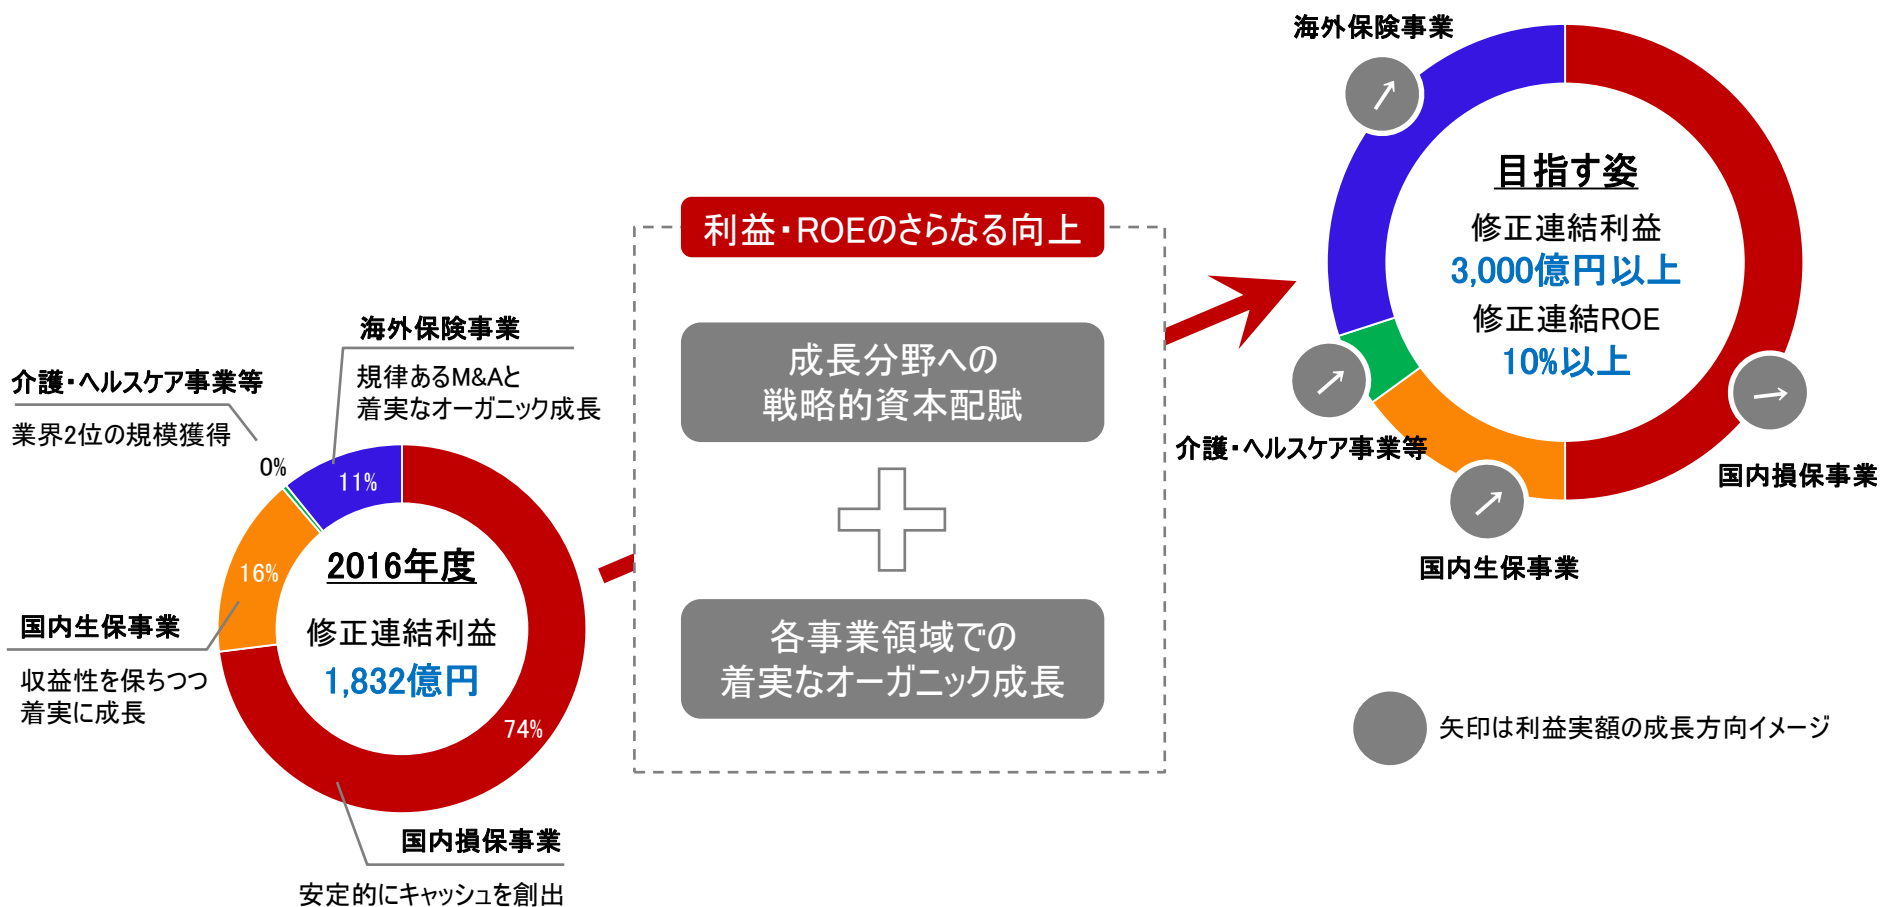 海外保険事業
規律あるM&Aと
着実なオーガニック成長
介護・ヘルスケア事業等
業界2位の規模獲得
0%
11%
16%
74%
2016年度
修正連結利益
1,832億円
国内生保事業
収益性を保ちつつ
着実に成長
国内損保事業
安定的にキャッシュを創出
利益・ROEのさらなる向上
成長分野への
戦略的資本配賦
各事業領域での
着実なオーガニック成長
海外保険事業
目指す姿
修正連結利益
3,000億円以上
修正連結ROE
10%以上
介護・ヘルスケア事業等
国内損保事業
国内生保事業
矢印は利益実額の成長方向イメージ